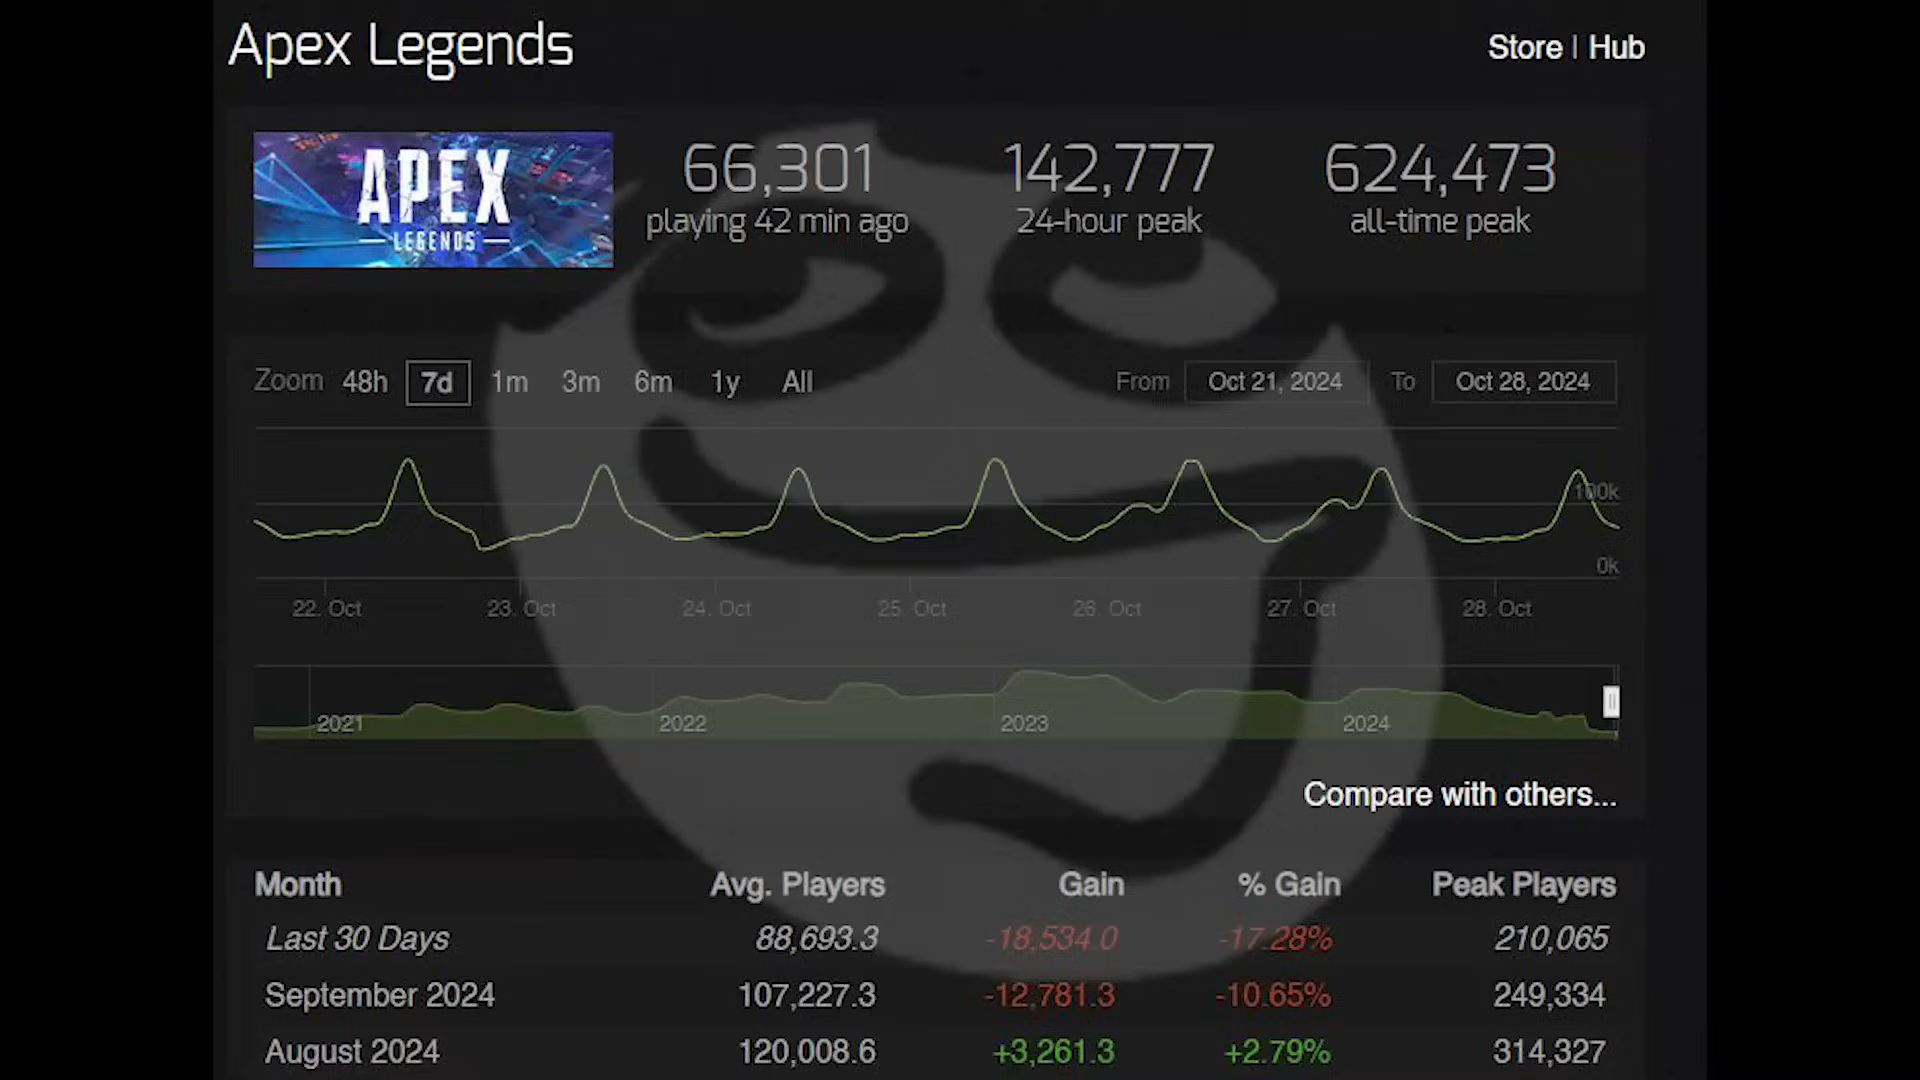 Apex Legends
Store | Hub
APEX
LEGENDS
66,301
playing 42 min ago
142,777
24-hour peak
624,473
all-time peak
Zoom 48h 7d 1m 3m 6m 1y All
From Oct 21, 2024 To Oct 28, 2024
100k
0k
22. Oct 23. Oct 24. Oct 25. Oct 26. Oct 27. Oct 28. Oct
2021 2022 2023 2024
Compare with others...
Month Avg. Players Gain % Gain Peak Players
Last 30 Days 88,693.3 -18,534.0 -17.28% 210,065
September 2024 107,227.3 -12,781.3 -10.65% 249,334
August 2024 120,008.6 +3,261.3 +2.79% 314,327